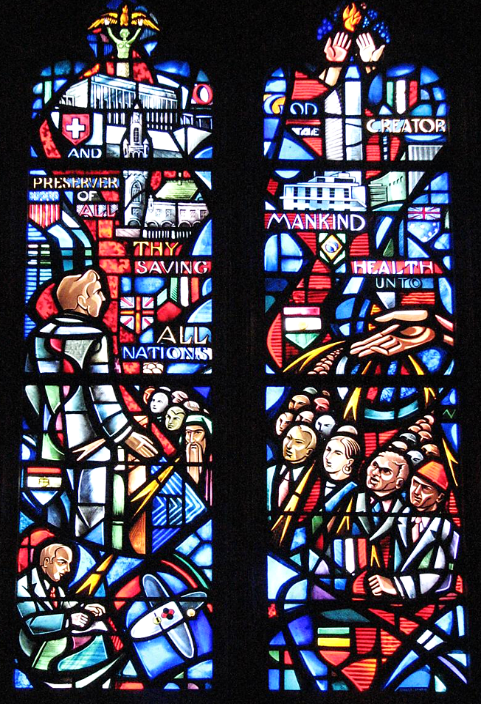 O GOD
THE CREATOR
AND
PRESERVER
OF
ALL
MANKIND
THY
SAVING
HEALTH
UNTO
ALL
NATIONS